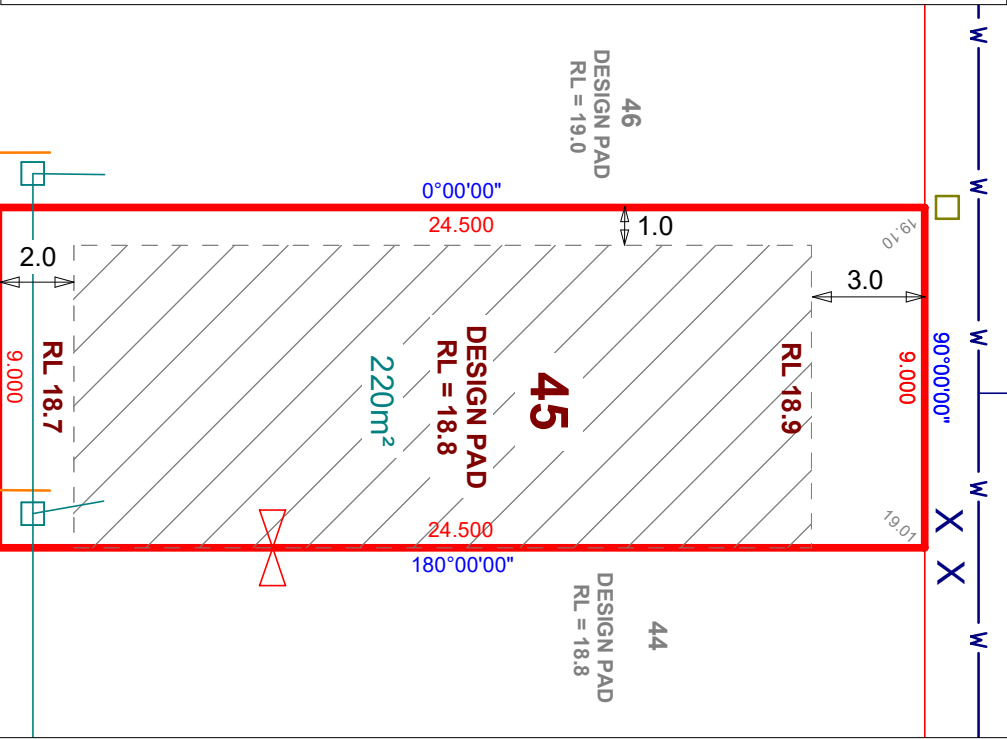 W
46
DESIGN PAD
RL = 19.0
W
0°00'00"
24.500
1.0
19.10
2.0
3.0
W
90°00'00"
9.000
RL 18.9
45
DESIGN PAD
RL = 18.8
220m²
RL 18.7
9.000
W
24.500
19.01
X
X
180°00'00"
44
DESIGN PAD
RL = 18.8
W